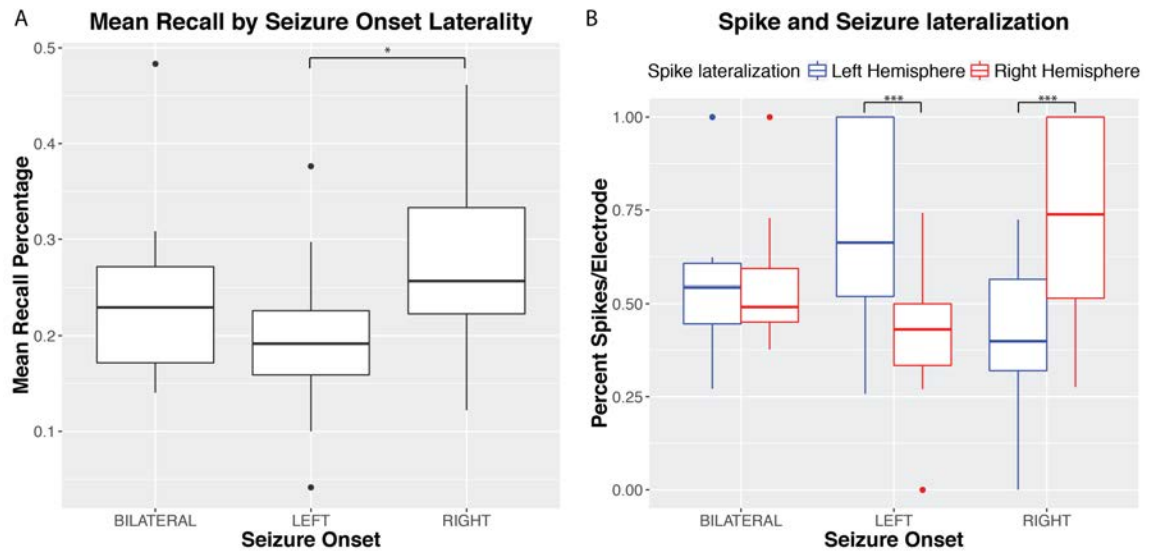 A
Mean Recall by Seizure Onset Laterality
Mean Recall Percentage
0.5
0.4
0.3
0.2
0.1
*
BILATERAL
LEFT
RIGHT
Seizure Onset
B
Spike and Seizure lateralization
Spike lateralization
Left Hemisphere
Right Hemisphere
Percent Spikes/Electrode
1.00
0.75
0.50
0.25
0.00
***
***
BILATERAL
LEFT
RIGHT
Seizure Onset